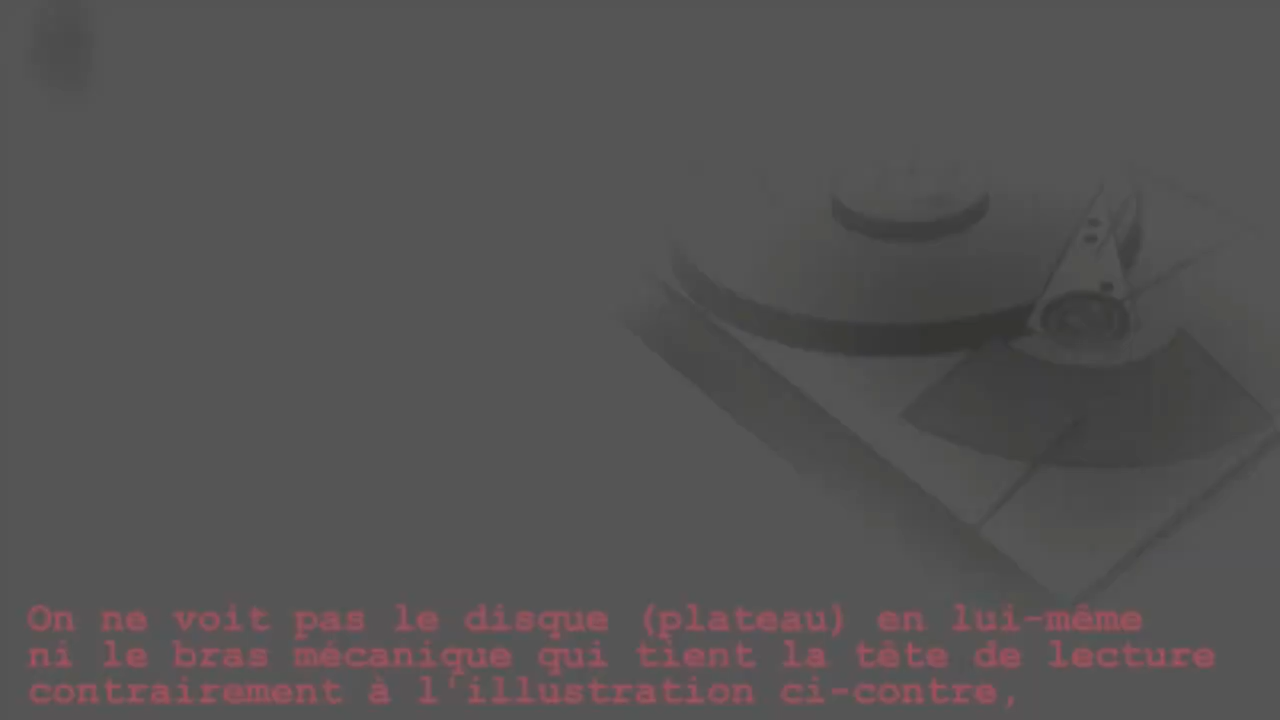 On ne voit pas le disque (plateau) en lui-même
ni le bras mécanique qui tient la tête de lecture
contrairement à l'illustration ci-contre,